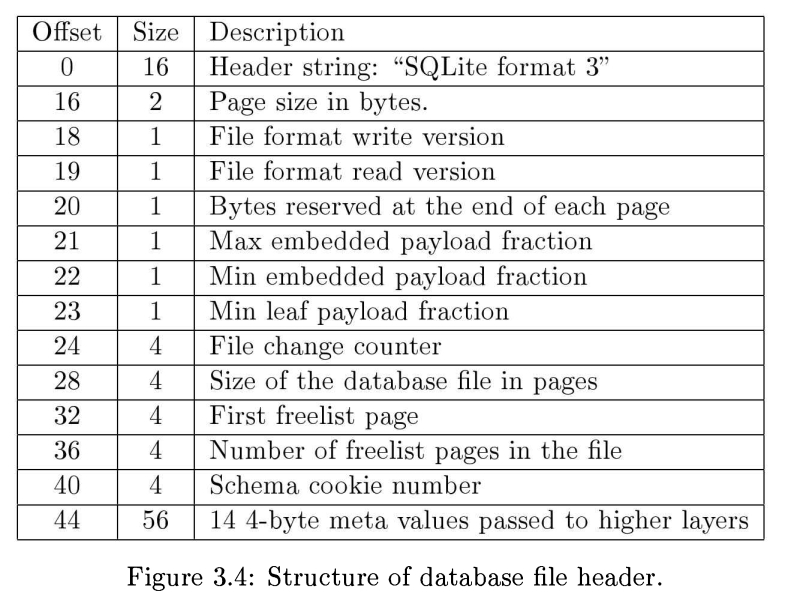 Offset Size Description
0 16 Header string: “SQLite format 3”
16 2 Page size in bytes.
18 1 File format write version
19 1 File format read version
20 1 Bytes reserved at the end of each page
21 1 Max embedded payload fraction
22 1 Min embedded payload fraction
23 1 Min leaf payload fraction
24 4 File change counter
28 4 Size of the database file in pages
32 4 First freelist page
36 4 Number of freelist pages in the file
40 4 Schema cookie number
44 56 14 4-byte meta values passed to higher layers
Figure 3.4: Structure of database file header.